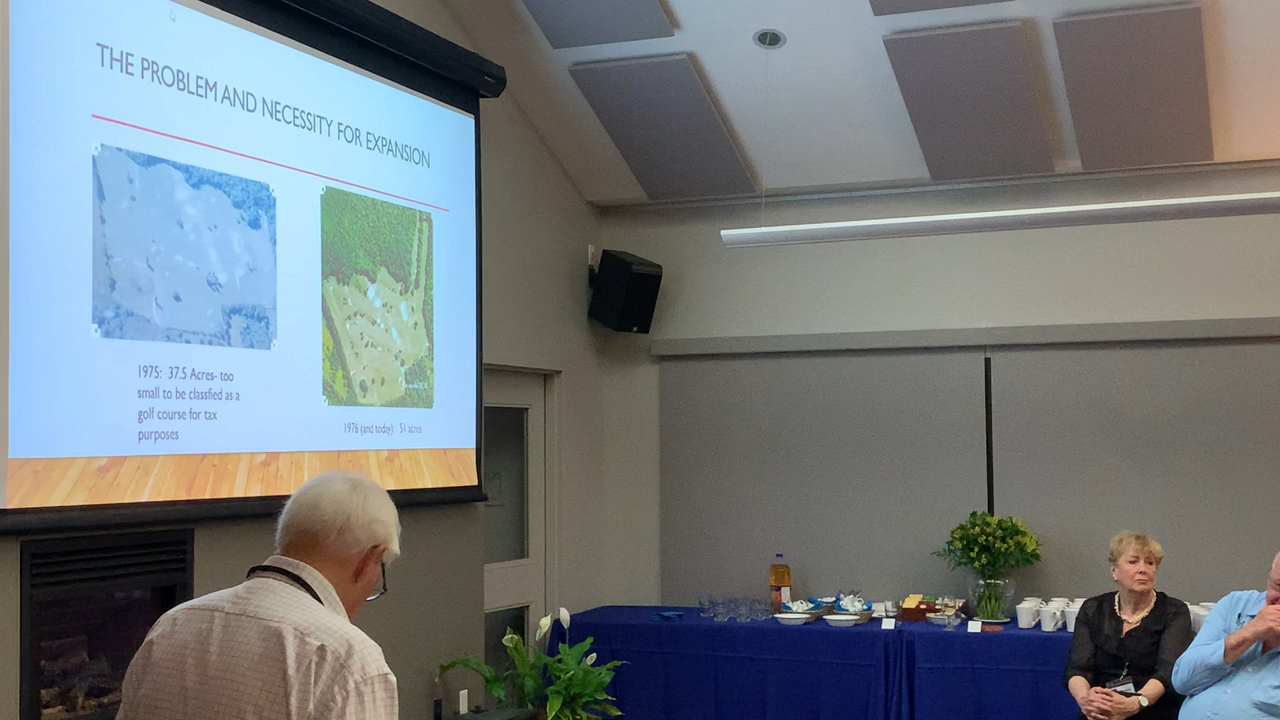 THE PROBLEM AND NECESSITY FOR EXPANSION
1975: 37.5 Acres- too
small to be classfied as a
golf course for tax
purposes
1976 (and today): 51 acres